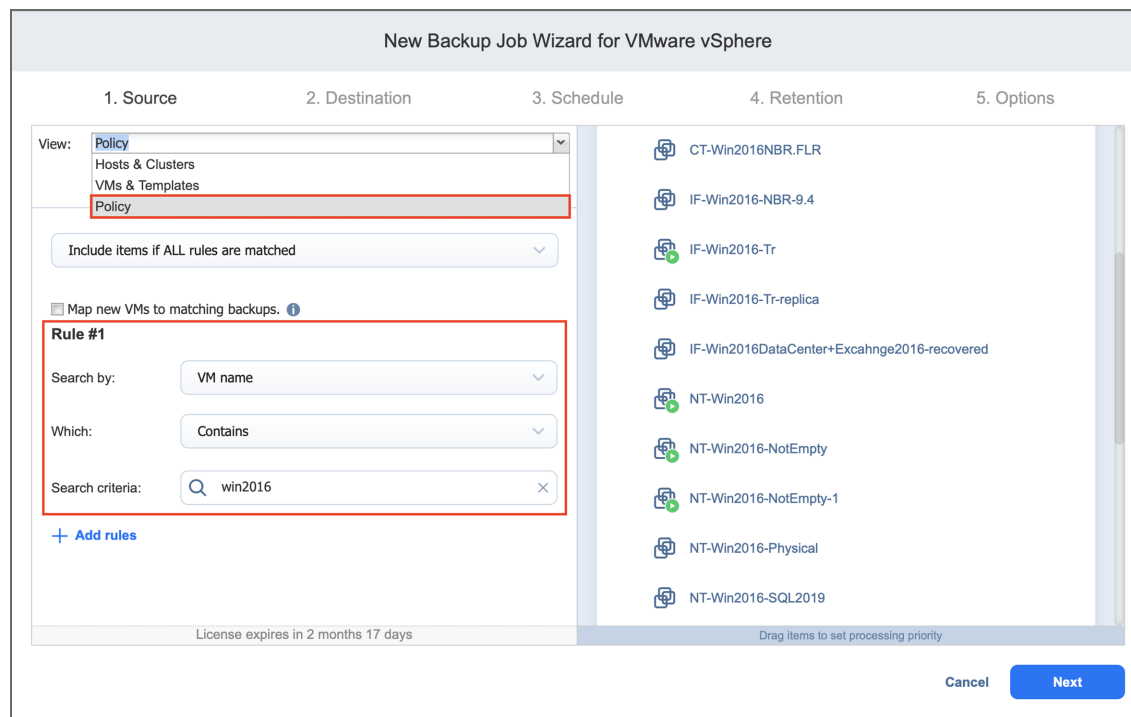 New Backup Job Wizard for VMware vSphere
1. Source
2. Destination
3. Schedule
4. Retention
5. Options
View:
Policy
Hosts & Clusters
VMs & Templates
Policy
Include items if ALL rules are matched
Map new VMs to matching backups.
Rule #1
Search by:
VM name
Which:
Contains
Search criteria:
win2016
Add rules
License expires in 2 months 17 days
CT-Win2016NBR.FLR
IF-Win2016-NBR-9.4
IF-Win2016-Tr
IF-Win2016-Tr-replica
IF-Win2016DataCenter+Excahnge2016-recovered
NT-Win2016
NT-Win2016-NotEmpty
NT-Win2016-NotEmpty-1
NT-Win2016-Physical
NT-Win2016-SQL2019
Drag items to set processing priority
Cancel
Next